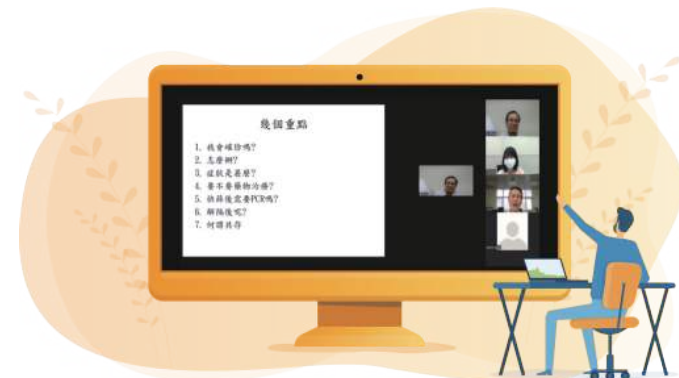 幾個重點
1. 我會確診嗎?
2. 怎麼辦?
3. 症狀是甚麼?
4. 要不要藥物治療?
5. 快篩後需要PCR嗎?
6. 解隔後呢?
7. 何謂共存